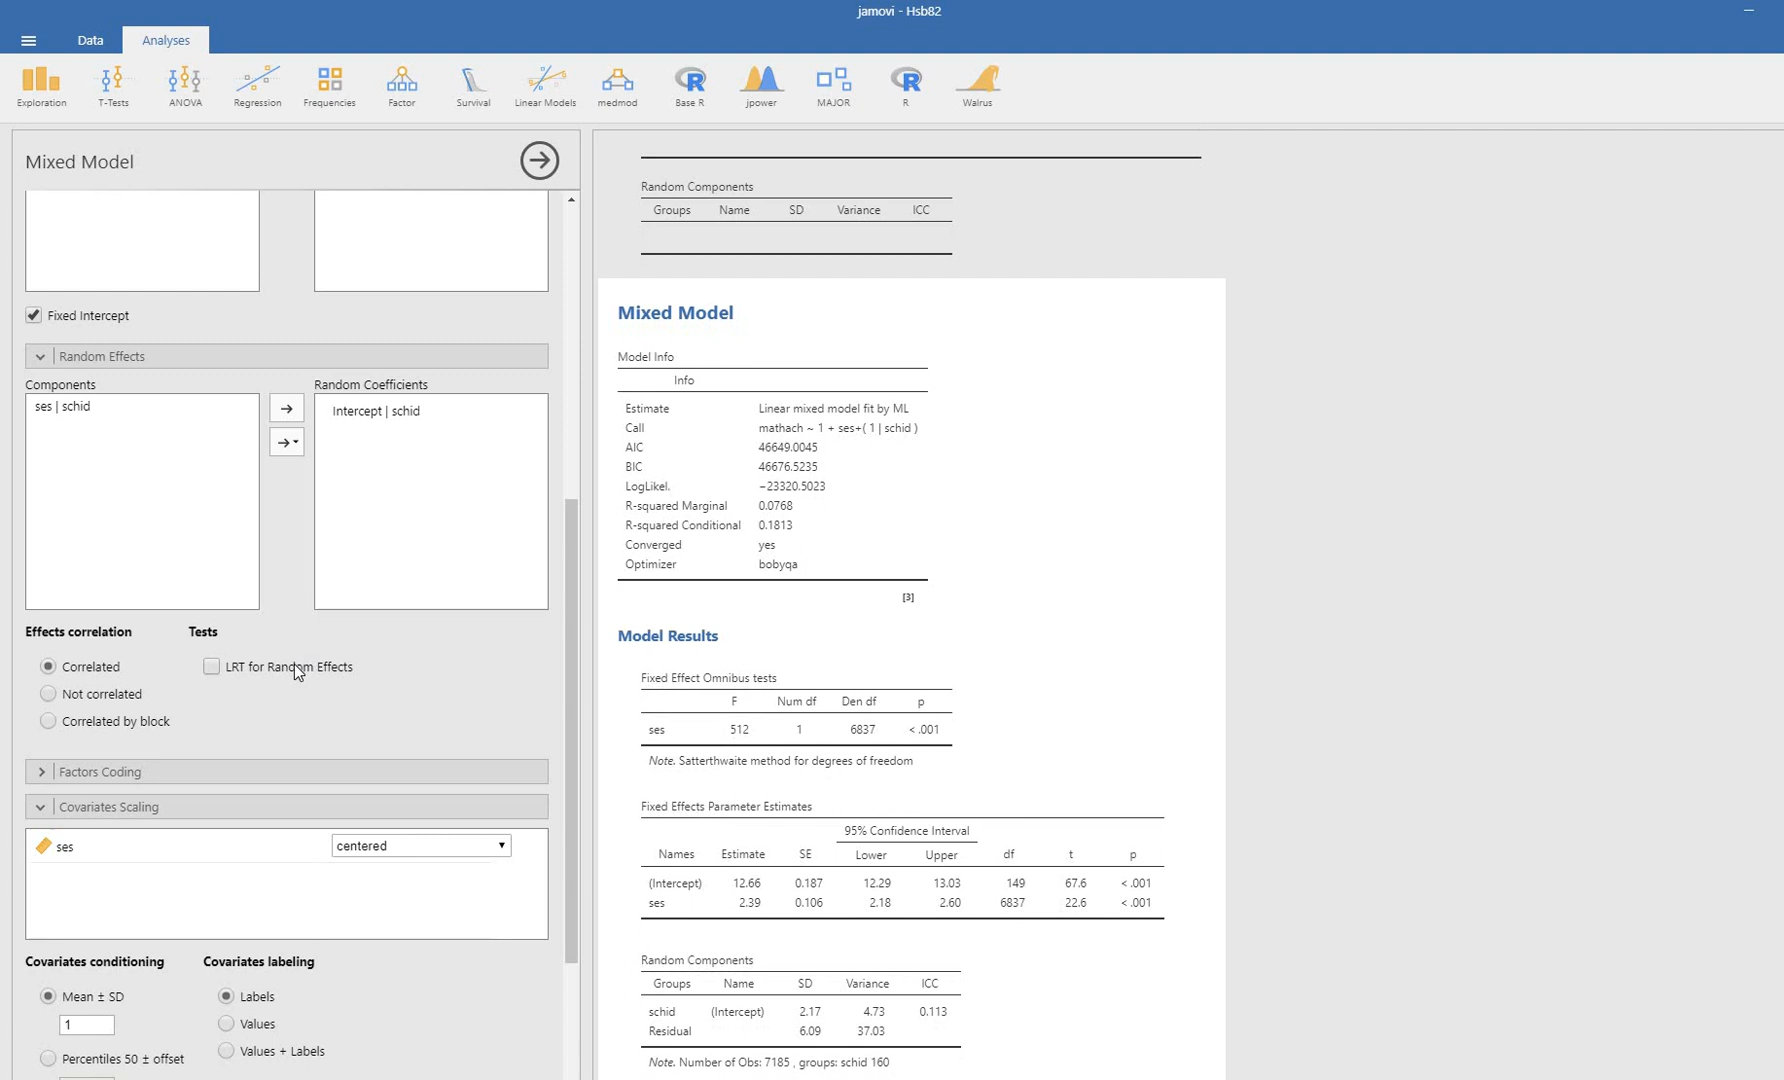 jamovi - Hsb82
Data Analyses
Exploration T-Tests ANOVA Regression Frequencies Factor Survival Linear Models medmod Base R jpower MAJOR R Walrus
Mixed Model
Fixed Intercept
Random Effects
Components Random Coefficients
ses | schid
Intercept | schid
Effects correlation Tests
Correlated LRT for Random Effects
Not correlated
Correlated by block
Factors Coding
Covariates Scaling
ses centered
Covariates conditioning Covariates labeling
Mean ± SD Labels
1 Values
Percentiles 50 ± offset Values + Labels
Random Components
Groups Name SD Variance ICC
Mixed Model
Model Info
Info
Estimate Linear mixed model fit by ML
Call mathach ~ 1 + ses+( 1 | schid )
AIC 46649.0045
BIC 46676.5235
LogLikel. −23320.5023
R-squared Marginal 0.0768
R-squared Conditional 0.1813
Converged yes
Optimizer bobyqa
[3]
Model Results
Fixed Effect Omnibus tests
F Num df Den df p
ses 512 1 6837 < .001
Note. Satterthwaite method for degrees of freedom
Fixed Effects Parameter Estimates
95% Confidence Interval
Names Estimate SE Lower Upper df t p
(Intercept) 12.66 0.187 12.29 13.03 149 67.6 < .001
ses 2.39 0.106 2.18 2.60 6837 22.6 < .001
Random Components
Groups Name SD Variance ICC
schid (Intercept) 2.17 4.73 0.113
Residual 6.09 37.03
Note. Number of Obs: 7185 , groups: schid 160